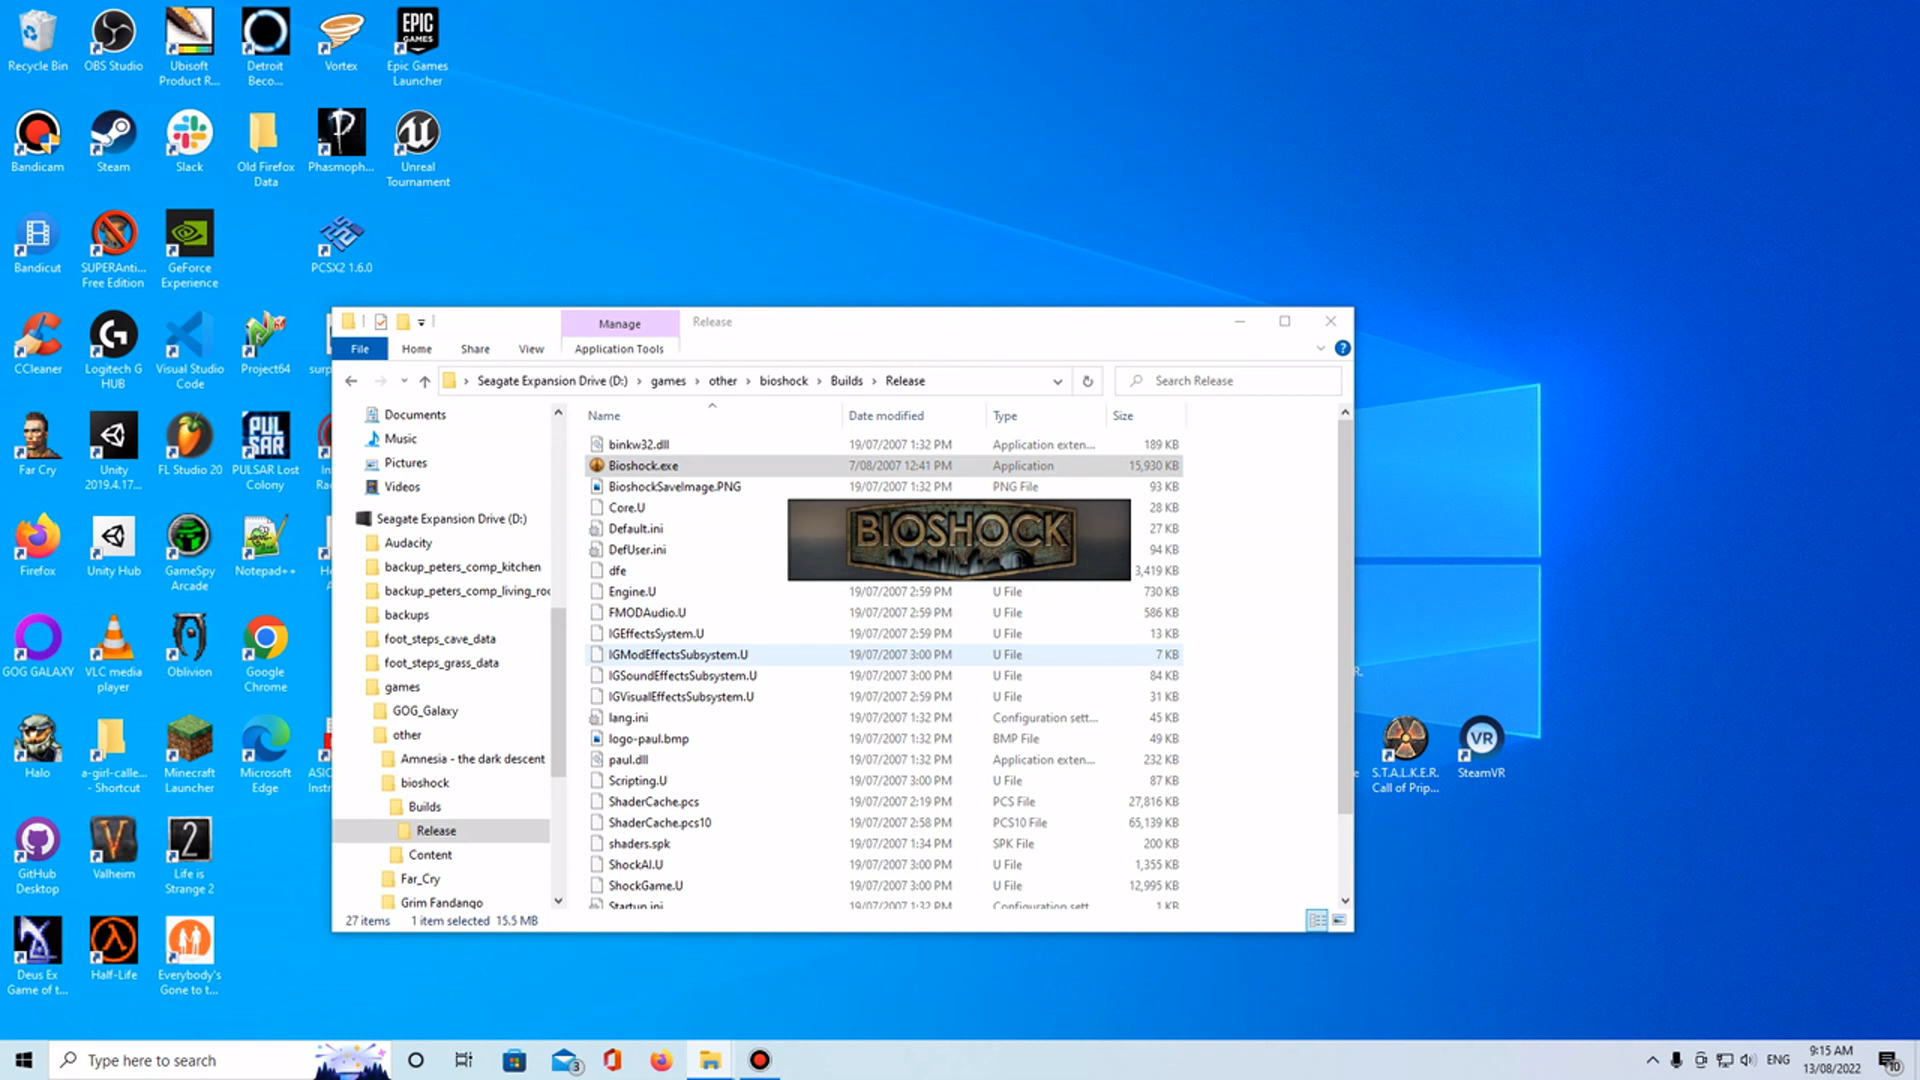 Recycle Bin
OBS Studio
Ubisoft
Product R...
Detroit
Beco...
Vortex
EPIC
GAMES
Epic Games
Launcher
Bandicam
Steam
Slack
Old Firefox
Data
Phasmoph...
Unreal
Tournament
Bandicut
SUPERAnti...
Free Edition
GeForce
Experience
PCSX2 1.6.0
CCleaner
Logitech G
HUB
Visual Studio
Code
Project64
surp
Far Cry
Unity
2019.4.17...
FL Studio 20
PULSAR
PULSAR Lost
Colony
Firefox
Unity Hub
GameSpy
Arcade
Notepad++
GOG GALAXY
VLC media
player
Oblivion
Google
Chrome
Halo
a-girl-calle...
- Shortcut
Minecraft
Launcher
Microsoft
Edge
ASIC
Instr
GitHub
Desktop
Valheim
2
Life is
Strange 2
Deus Ex
Game of t...
Half-Life
Everybody's
Gone to t...
S.T.A.L.K.E.R.
Call of Prip...
VR
SteamVR
Manage
Release
File
Home
Share
View
Application Tools
Seagate Expansion Drive (D:) › games › other › bioshock › Builds › Release
Search Release
Documents
Music
Pictures
Videos
Seagate Expansion Drive (D:)
Audacity
backup_peters_comp_kitchen
backup_peters_comp_living_roo
backups
foot_steps_cave_data
foot_steps_grass_data
games
GOG_Galaxy
other
Amnesia - the dark descent
bioshock
Builds
Release
Content
Far_Cry
Grim Fandango
Name Date modified Type Size
binkw32.dll 19/07/2007 1:32 PM Application exten... 189 KB
Bioshock.exe 7/08/2007 12:41 PM Application 15,930 KB
BioshockSaveImage.PNG 19/07/2007 1:32 PM PNG File 93 KB
Core.U 28 KB
Default.ini 27 KB
DefUser.ini 94 KB
dfe 3,419 KB
BIOSHOCK
Engine.U 19/07/2007 2:59 PM U File 730 KB
FMODAudio.U 19/07/2007 2:59 PM U File 586 KB
IGEffectsSystem.U 19/07/2007 2:59 PM U File 13 KB
IGModEffectsSubsystem.U 19/07/2007 3:00 PM U File 7 KB
IGSoundEffectsSubsystem.U 19/07/2007 3:00 PM U File 84 KB
IGVisualEffectsSubsystem.U 19/07/2007 2:59 PM U File 31 KB
lang.ini 19/07/2007 1:32 PM Configuration sett... 45 KB
logo-paul.bmp 19/07/2007 1:32 PM BMP File 49 KB
paul.dll 19/07/2007 1:32 PM Application exten... 232 KB
Scripting.U 19/07/2007 3:00 PM U File 87 KB
ShaderCache.pcs 19/07/2007 2:19 PM PCS File 27,816 KB
ShaderCache.pcs10 19/07/2007 2:58 PM PCS10 File 65,139 KB
shaders.spk 19/07/2007 1:34 PM SPK File 200 KB
ShockAI.U 19/07/2007 3:00 PM U File 1,355 KB
ShockGame.U 19/07/2007 3:00 PM U File 12,995 KB
Startup.ini 19/07/2007 1:32 PM Configuration sett 1 KB
27 items 1 item selected 15.5 MB
Type here to search
3
ENG
9:15 AM
13/08/2022
10